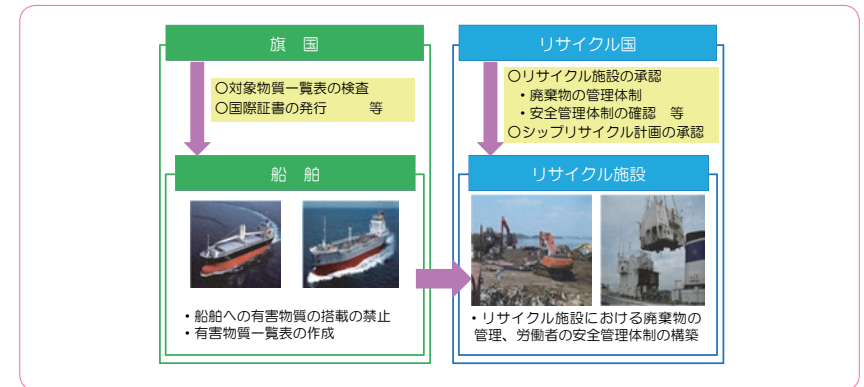 旗　国
〇対象物質一覧表の検査
〇国際証書の発行　　　等
船　舶
・船舶への有害物質の搭載の禁止
・有害物質一覧表の作成
リサイクル国
〇リサイクル施設の承認
・廃棄物の管理体制
・安全管理体制の確認　等
〇シップリサイクル計画の承認
リサイクル施設
・リサイクル施設における廃棄物の
管理、労働者の安全管理体制の構築